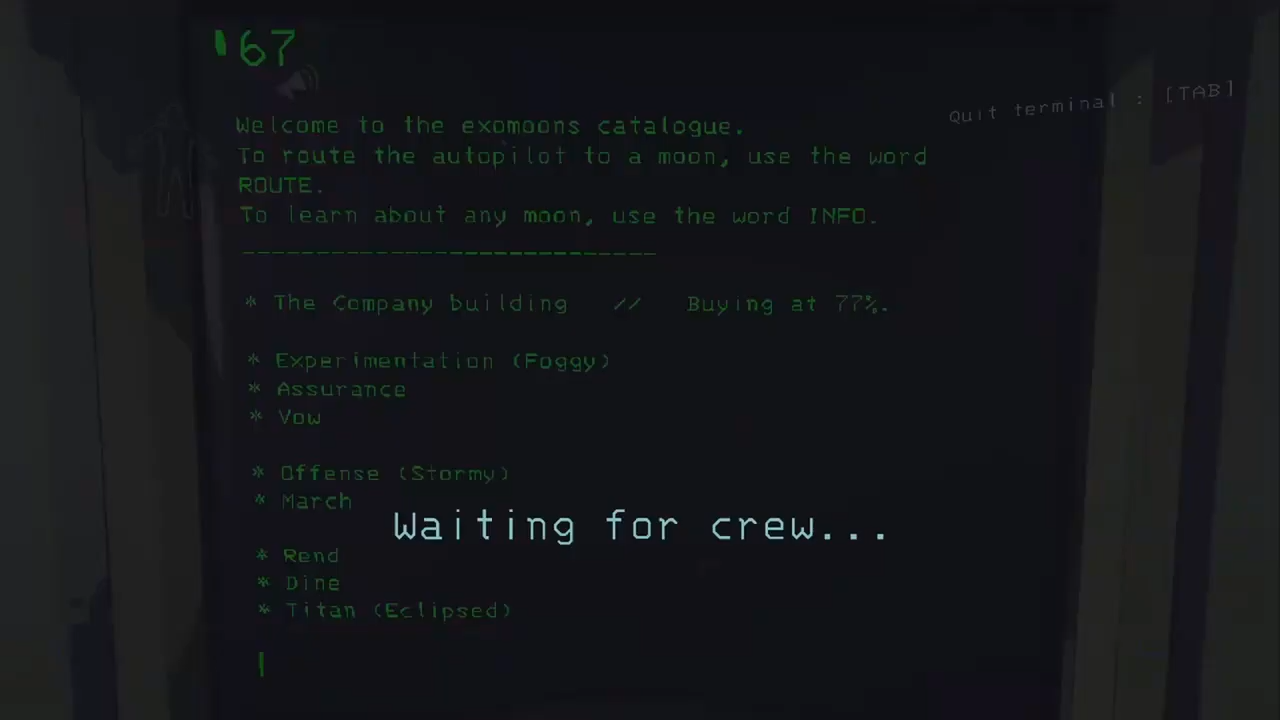 '67
Quit terminal : [TAB]
Welcome to the exomoons catalogue.
To route the autopilot to a moon, use the word
ROUTE.
To learn about any moon, use the word INFO.
----------------------------
* The Company building // Buying at 77%.
* Experimentation (Foggy)
* Assurance
* Vow
* Offense (Stormy)
* March
Waiting for crew...
* Rend
* Dine
* Titan (Eclipsed)